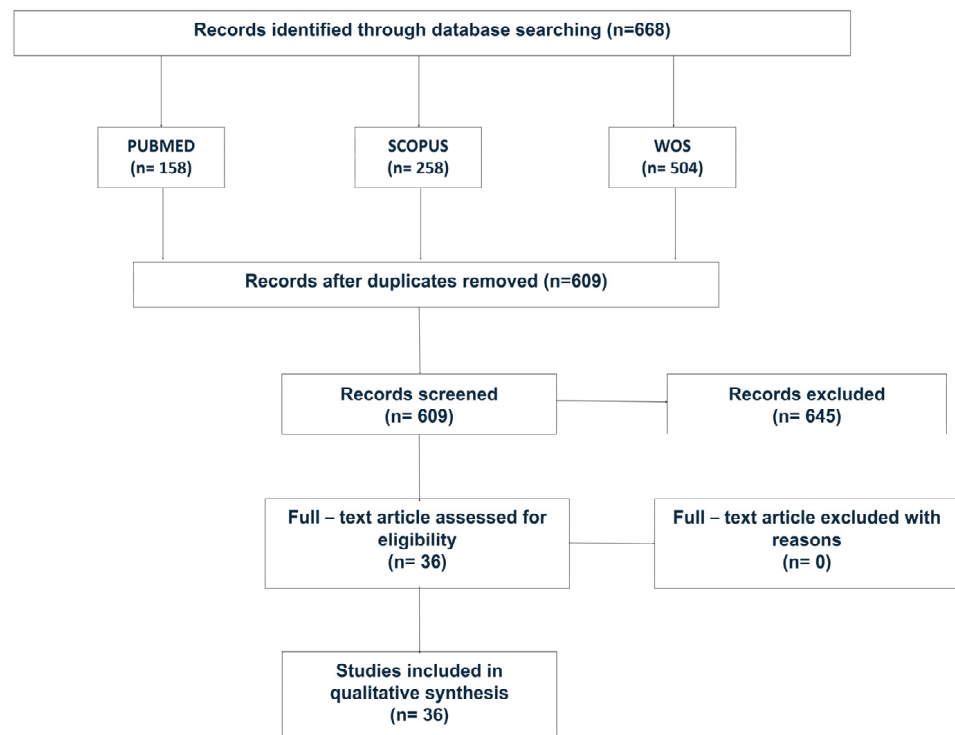 Records identified through database searching (n=668)
PUBMED
(n= 158)
SCOPUS
(n= 258)
WOS
(n= 504)
Records after duplicates removed (n=609)
Records screened
(n= 609)
Records excluded
(n= 645)
Full – text article assessed for
eligibility
(n= 36)
Full – text article excluded with
reasons
(n= 0)
Studies included in
qualitative synthesis
(n= 36)